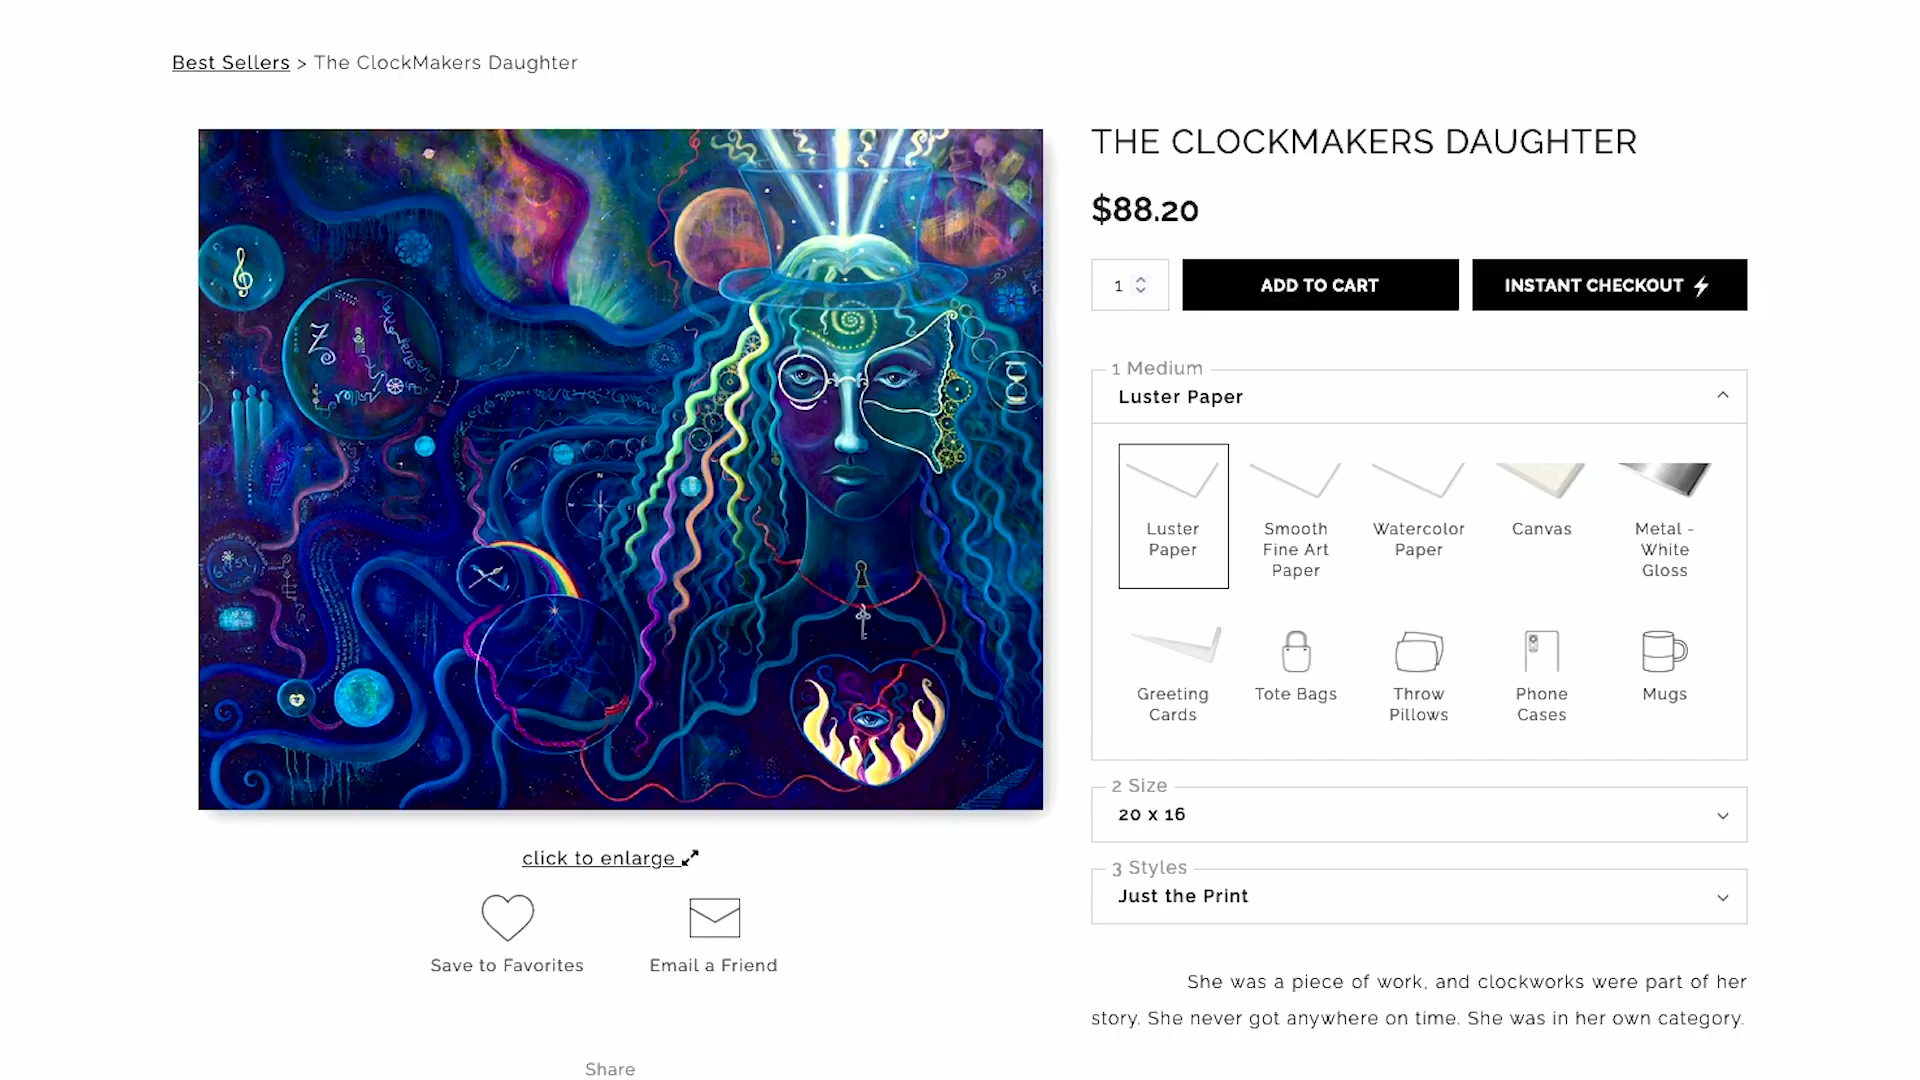 Best Sellers > The ClockMakers Daughter
THE CLOCKMAKERS DAUGHTER
$88.20
1
ADD TO CART
INSTANT CHECKOUT
1 Medium
Luster Paper
Luster
Paper
Smooth
Fine Art
Paper
Watercolor
Paper
Canvas
Metal -
White
Gloss
Greeting
Cards
Tote Bags
Throw
Pillows
Phone
Cases
Mugs
2 Size
20 x 16
3 Styles
Just the Print
click to enlarge
Save to Favorites
Email a Friend
She was a piece of work, and clockworks were part of her
story. She never got anywhere on time. She was in her own category.
Share